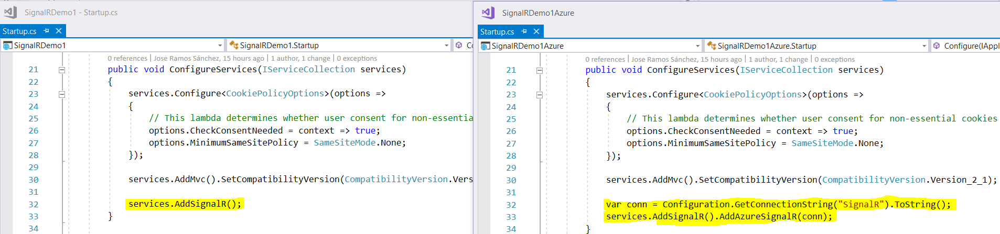 SignalRDemo1 - Startup.cs
Startup.cs
SignalRDemo1
SignalRDemo1.Startup
Co
0 references | Jose Ramos Sánchez, 15 hours ago | 1 author, 1 change | 0 exceptions
21 public void ConfigureServices(IServiceCollection services)
22 {
23 services.Configure<CookiePolicyOptions>(options =>
24 {
25 // This lambda determines whether user consent for non-essentia
26 options.CheckConsentNeeded = context => true;
27 options.MinimumSameSitePolicy = SameSiteMode.None;
28 });
29
30 services.AddMvc().SetCompatibilityVersion(CompatibilityVersion.Vers
31
32 services.AddSignalR();
33 }
34
SignalRDemo1Azure
Startup.cs
SignalRDemo1Azure
SignalRDemo1Azure.Startup
Configure(IAppl
0 references | Jose Ramos Sánchez, 15 hours ago | 1 author, 1 change | 0 exceptions
21 public void ConfigureServices(IServiceCollection services)
22 {
23 services.Configure<CookiePolicyOptions>(options =>
24 {
25 // This lambda determines whether user consent for non-essential cookies
26 options.CheckConsentNeeded = context => true;
27 options.MinimumSameSitePolicy = SameSiteMode.None;
28 });
29
30 services.AddMvc().SetCompatibilityVersion(CompatibilityVersion.Version_2_1);
31
32 var conn = Configuration.GetConnectionString("SignalR").ToString();
33 services.AddSignalR().AddAzureSignalR(conn);
34 }